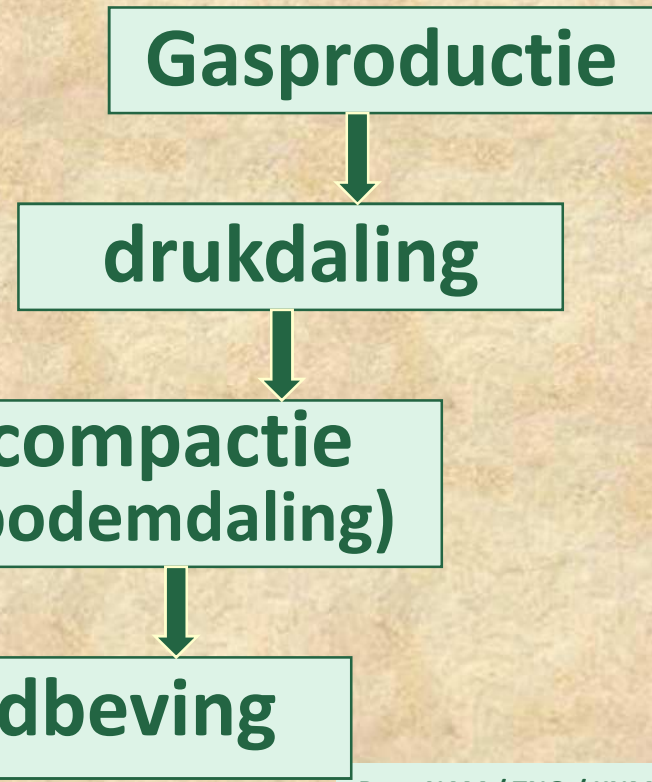 Gasproductie
drukdaling
compactie
bodemdaling)
dbeving